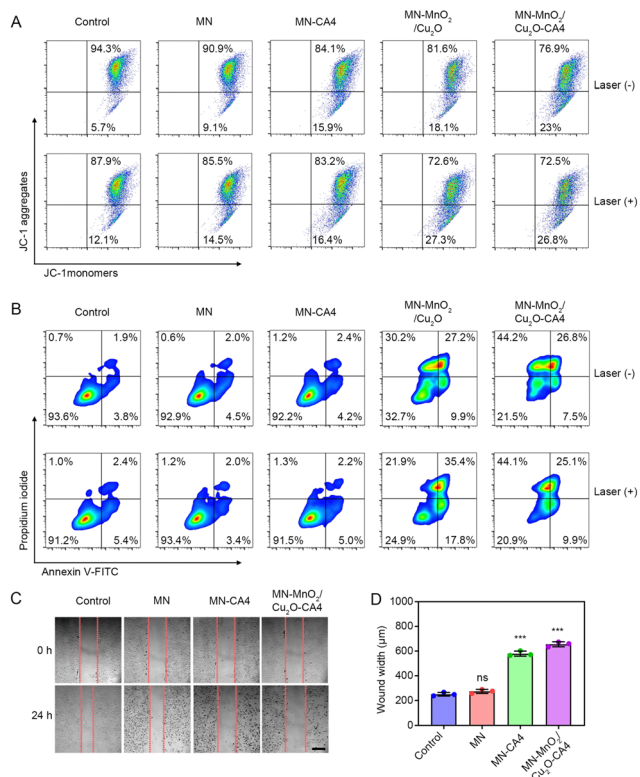 A
Control
MN
MN-CA4
MN-MnO2
/Cu2O
MN-MnO2/
Cu2O-CA4
94.3%
90.9%
84.1%
81.6%
76.9%
Laser (-)
5.7%
9.1%
15.9%
18.1%
23%
87.9%
85.5%
83.2%
72.6%
72.5%
Laser (+)
12.1%
14.5%
16.4%
27.3%
26.8%
JC-1 aggregates
JC-1monomers
B
Control
MN
MN-CA4
MN-MnO2
/Cu2O
MN-MnO2/
Cu2O-CA4
0.7% 1.9%
0.6% 2.0%
1.2% 2.4%
30.2% 27.2%
44.2% 26.8%
Laser (-)
93.6% 3.8%
92.9% 4.5%
92.2% 4.2%
32.7% 9.9%
21.5% 7.5%
1.0% 2.4%
1.2% 2.0%
1.3% 2.2%
21.9% 35.4%
44.1% 25.1%
Laser (+)
91.2% 5.4%
93.4% 3.4%
91.5% 5.0%
24.9% 17.8%
20.9% 9.9%
Propidium iodide
Annexin V-FITC
C
Control
MN
MN-CA4
MN-MnO2/
Cu2O-CA4
0 h
24 h
D
Wound width (μm)
1000
800
600
400
200
0
ns
***
***
Control
MN
MN-CA4
MN-MnO2/
Cu2O-CA4